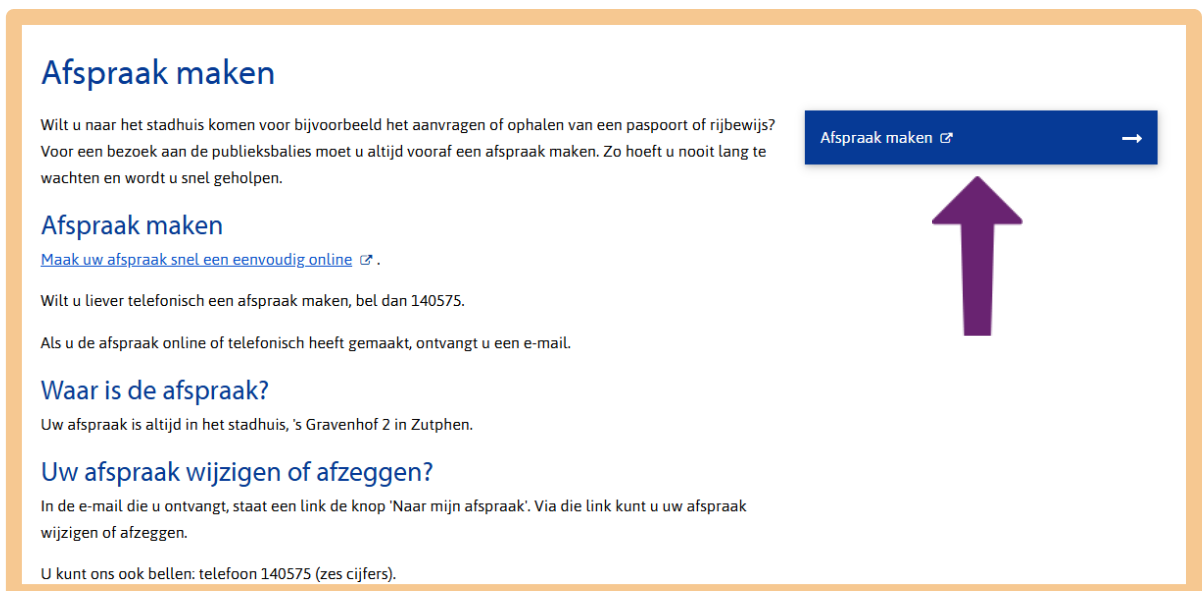 Afspraak maken
Wilt u naar het stadhuis komen voor bijvoorbeeld het aanvragen of ophalen van een paspoort of rijbewijs?
Voor een bezoek aan de publieksbalies moet u altijd vooraf een afspraak maken. Zo hoeft u nooit lang te
wachten en wordt u snel geholpen.
Afspraak maken
Afspraak maken
Maak uw afspraak snel een eenvoudig online .
Wilt u liever telefonisch een afspraak maken, bel dan 140575.
Als u de afspraak online of telefonisch heeft gemaakt, ontvangt u een e-mail.
Waar is de afspraak?
Uw afspraak is altijd in het stadhuis, 's Gravenhof 2 in Zutphen.
Uw afspraak wijzigen of afzeggen?
In de e-mail die u ontvangt, staat een link de knop 'Naar mijn afspraak'. Via die link kunt u uw afspraak
wijzigen of afzeggen.
U kunt ons ook bellen: telefoon 140575 (zes cijfers).